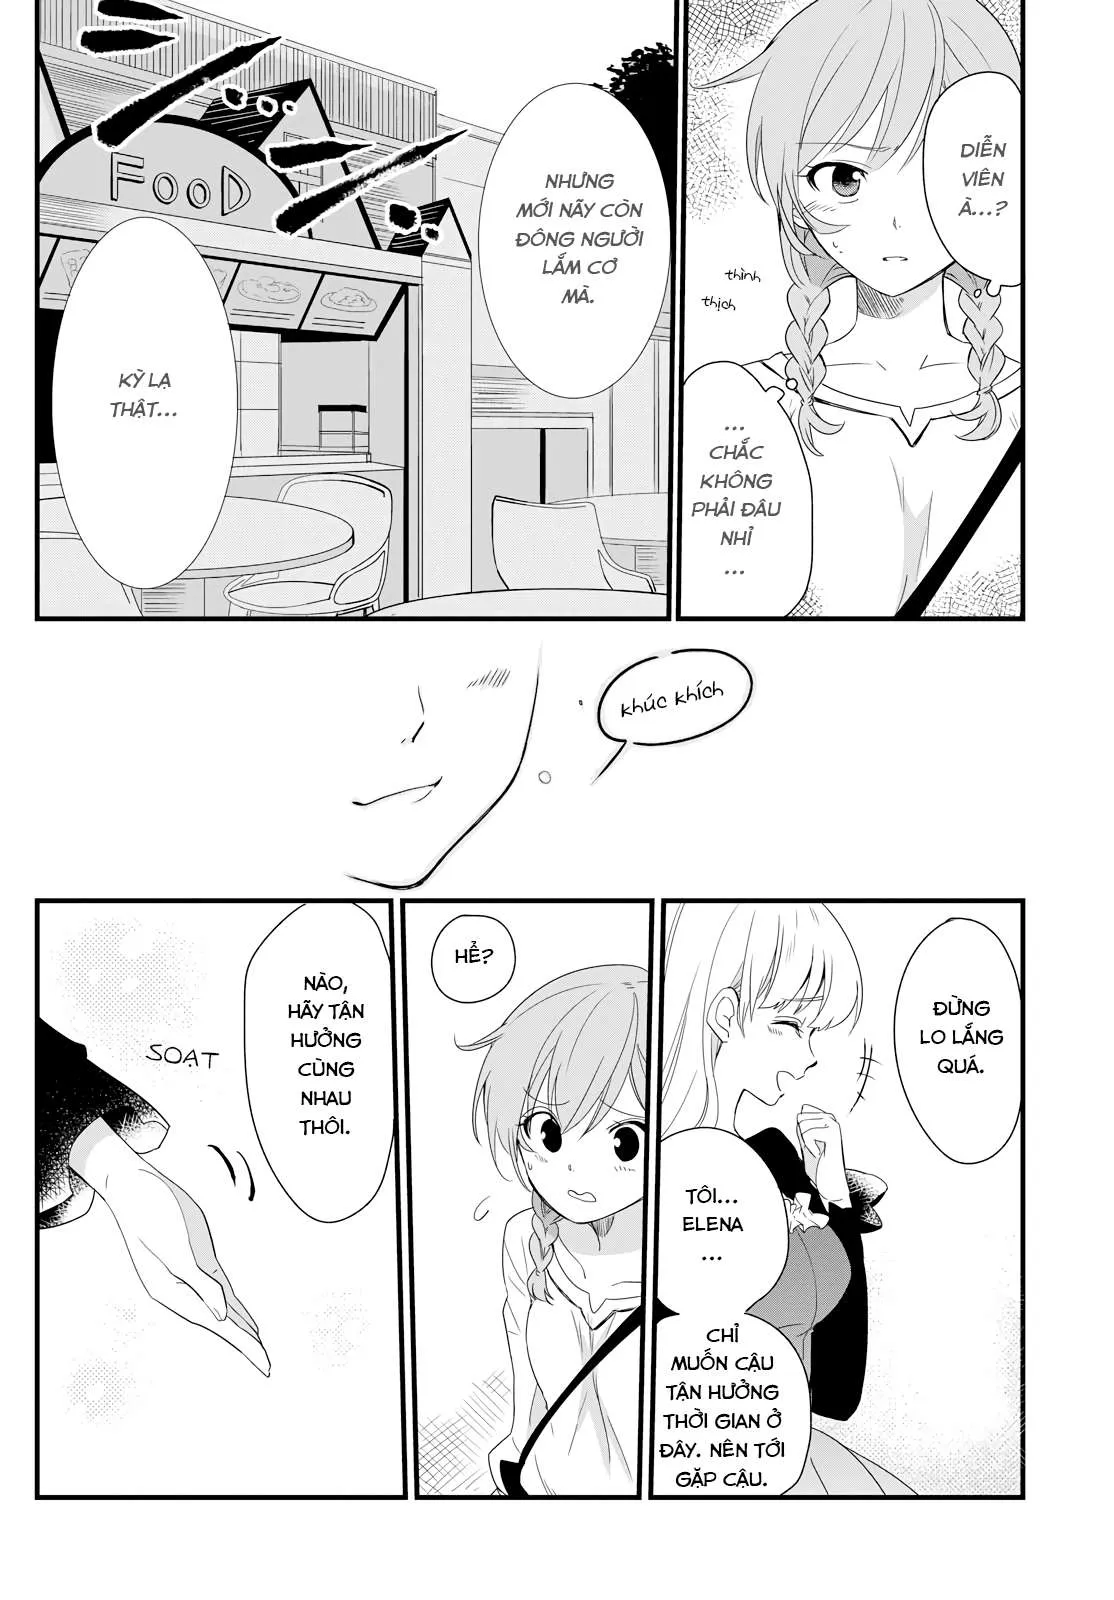 DIỄN
VIÊN
À...?
thình
thịch
...
CHẮC
KHÔNG
PHẢI ĐÂU
NHỈ
...
NHƯNG
MỚI NÃY CÒN
ĐÔNG NGƯỜI
LẮM CƠ
MÀ.
FOOD
KỲ LẠ
THẬT...
khúc khích
ĐỪNG
LO LẮNG
QUÁ.
TÔI...
ELENA
...
CHỈ
MUỐN CẬU
TẬN HƯỞNG
THỜI GIAN Ở
ĐÂY. NÊN TỚI
GẶP CẬU.
HỂ?
NÀO,
HÃY TẬN
HƯỞNG
CÙNG
NHAU
THÔI.
SOẠT